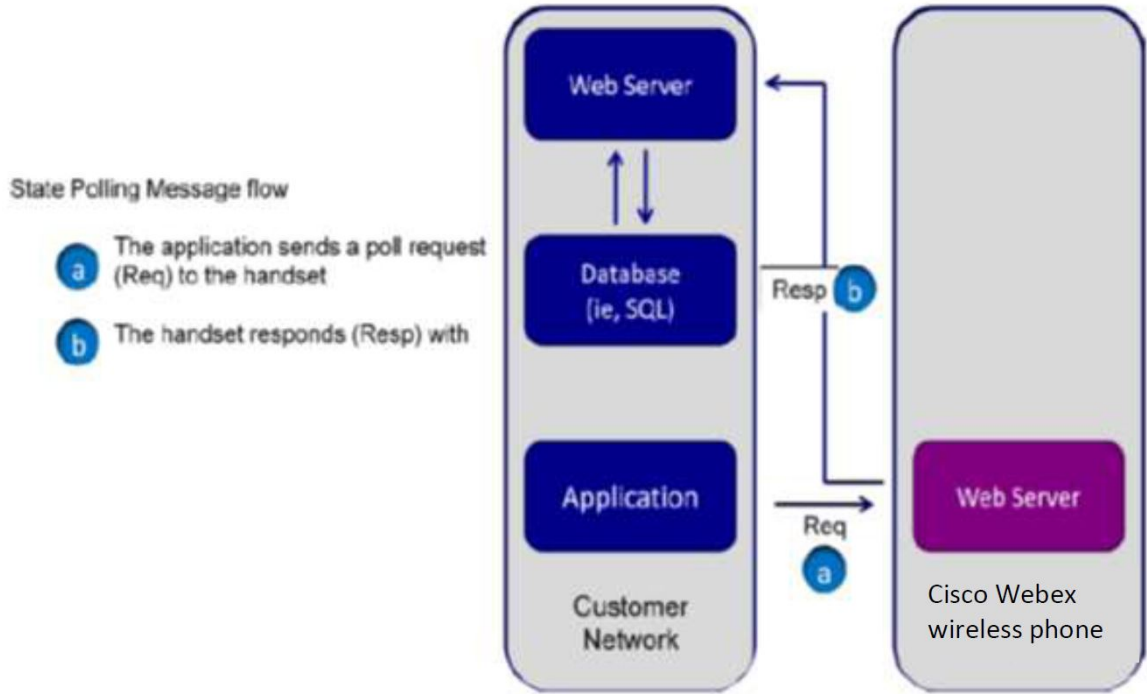 State Polling Message flow
a
The application sends a poll request
(Req) to the handset
b
The handset responds (Resp) with
Web Server
Database
(ie, SQL)
Application
Customer
Network
Resp
b
Req
a
Web Server
Cisco Webex
wireless phone